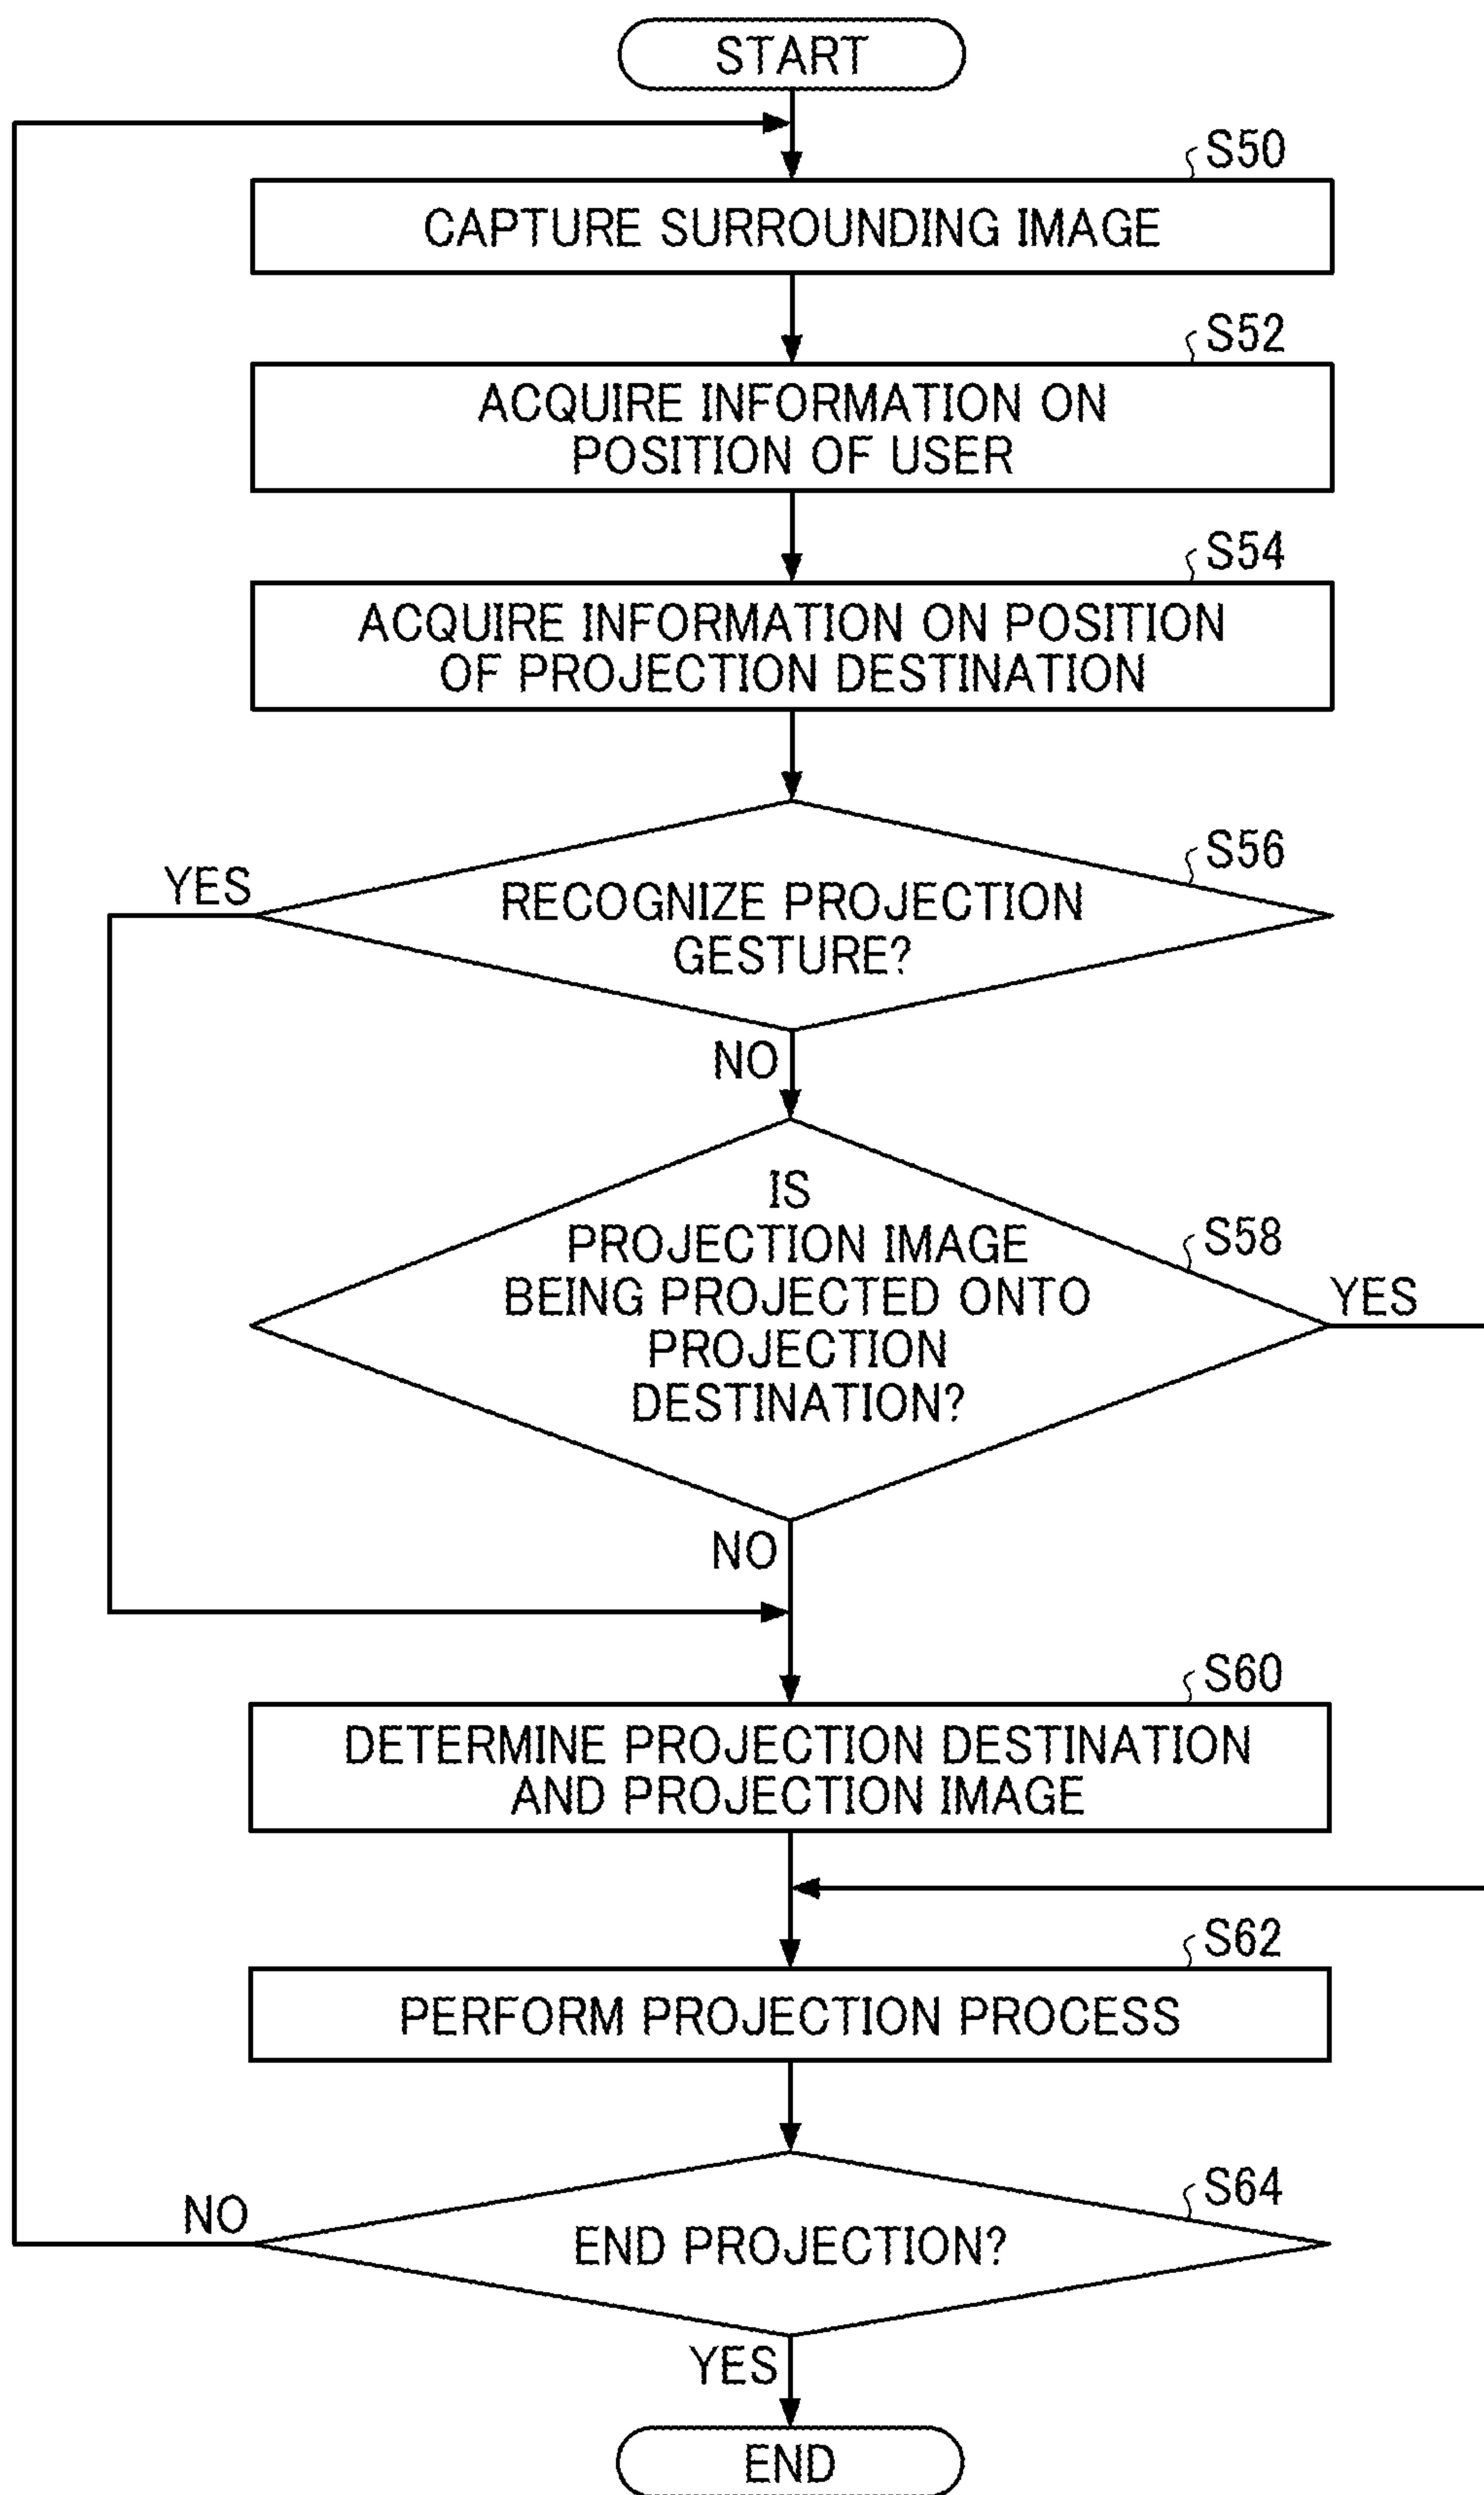 START
S50
CAPTURE SURROUNDING IMAGE
S52
ACQUIRE INFORMATION ON
POSITION OF USER
S54
ACQUIRE INFORMATION ON POSITION
OF PROJECTION DESTINATION
S56
YES
RECOGNIZE PROJECTION
GESTURE?
NO
IS
PROJECTION IMAGE
S58
BEING PROJECTED ONTO
YES
PROJECTION
DESTINATION?
NO
S60
DETERMINE PROJECTION DESTINATION
AND PROJECTION IMAGE
S62
PERFORM PROJECTION PROCESS
S64
NO
END PROJECTION?
YES
END